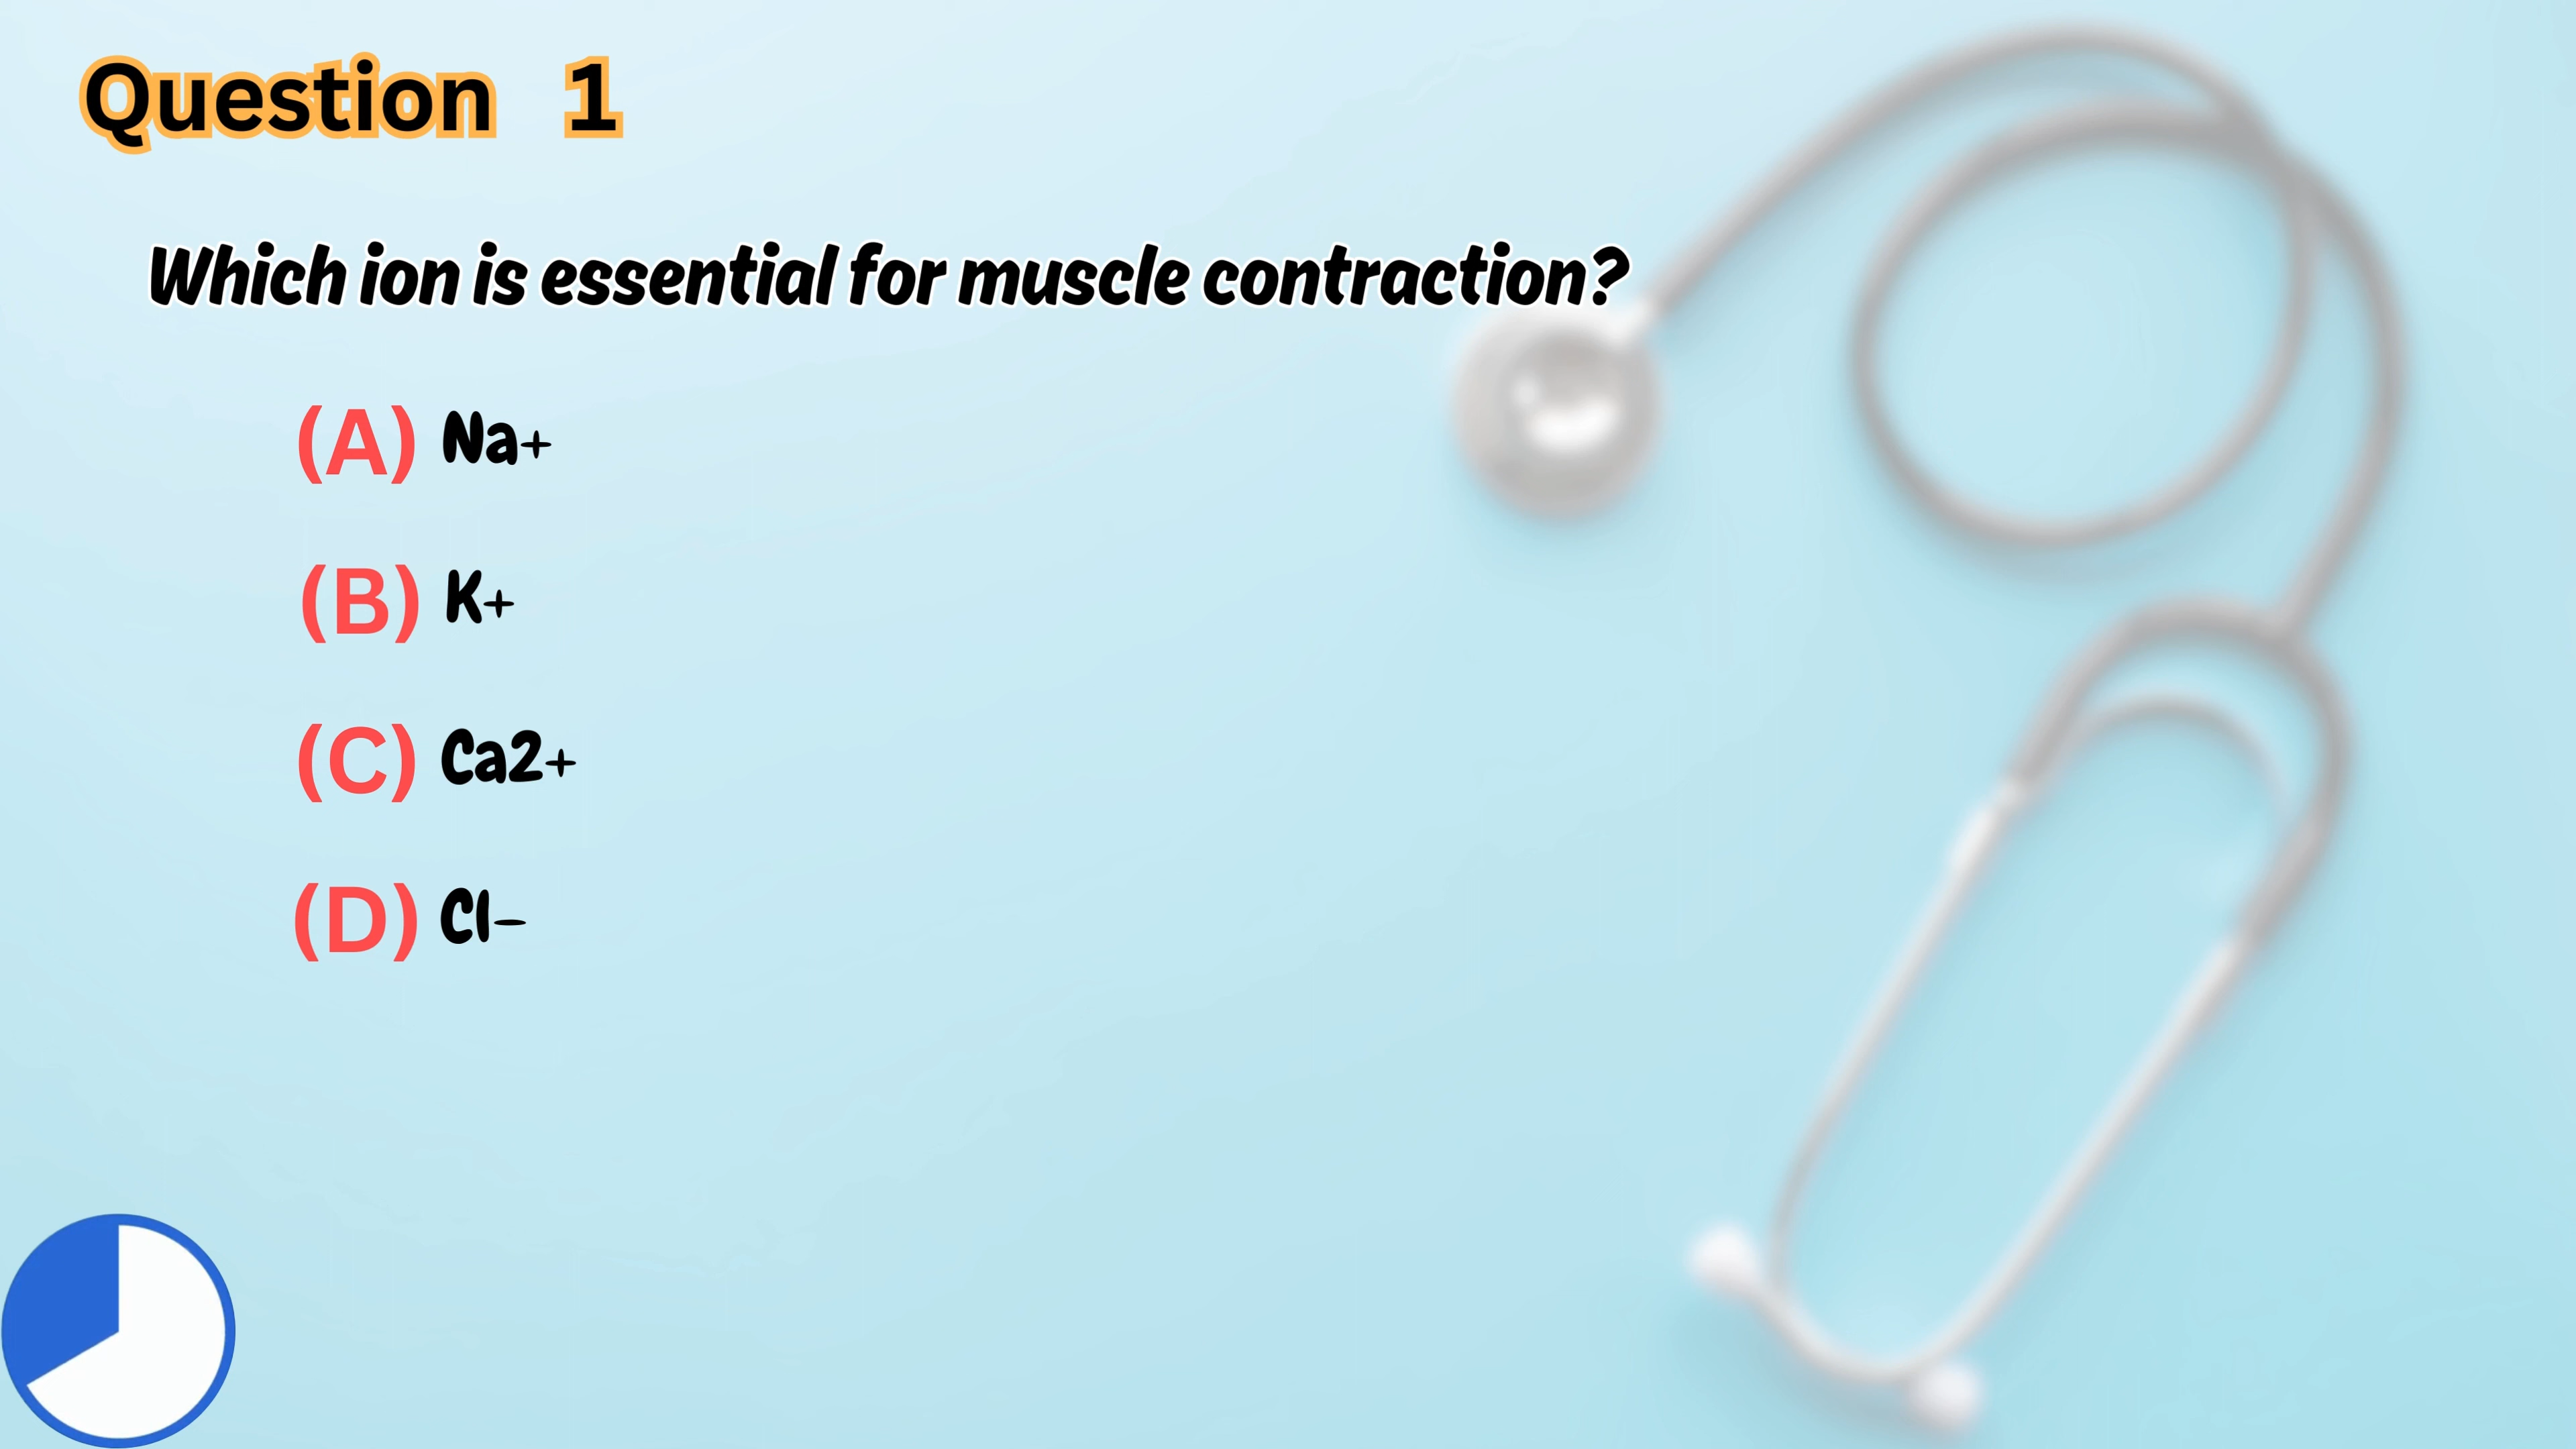 Question 1
Which ion is essential for muscle contraction?
(A) Na+
(B) K+
(C) Ca2+
(D) Cl−